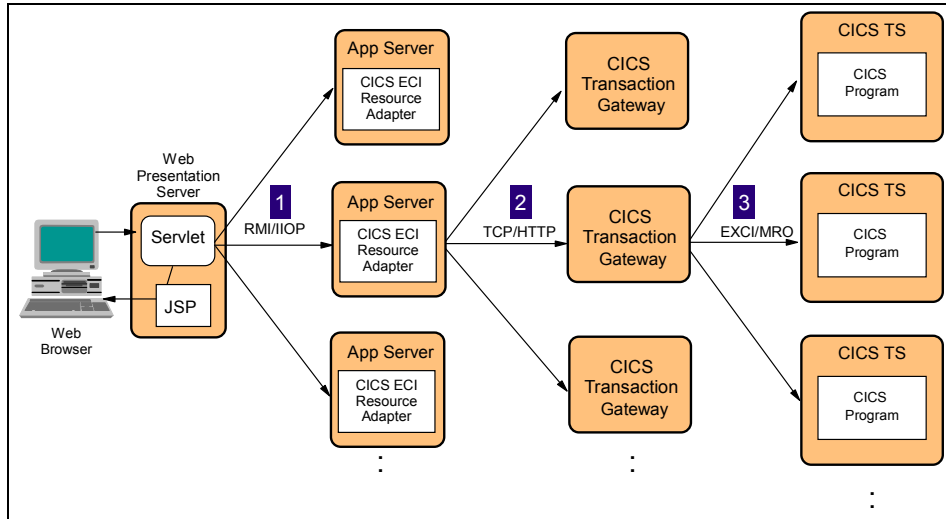 Web
Browser
Web
Presentation
Server
Servlet
JSP
1
RMI/IIOP
App Server
CICS ECI
Resource
Adapter
App Server
CICS ECI
Resource
Adapter
App Server
CICS ECI
Resource
Adapter
:
2
TCP/HTTP
CICS
Transaction
Gateway
CICS
Transaction
Gateway
CICS
Transaction
Gateway
:
3
EXCI/MRO
CICS TS
CICS
Program
CICS TS
CICS
Program
CICS TS
CICS
Program
: